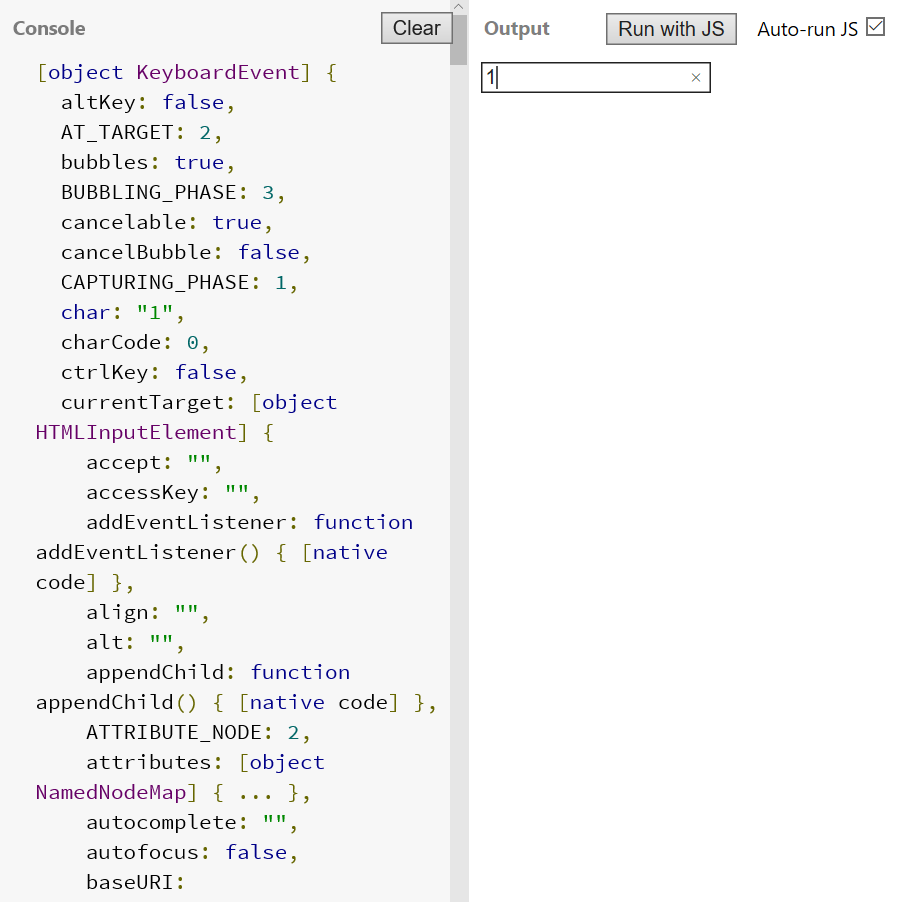 Console
Clear
[object KeyboardEvent] {
altKey: false,
AT_TARGET: 2,
bubbles: true,
BUBBLING_PHASE: 3,
cancelable: true,
cancelBubble: false,
CAPTURING_PHASE: 1,
char: "1",
charCode: 0,
ctrlKey: false,
currentTarget: [object
HTMLInputElement] {
accept: "",
accessKey: "",
addEventListener: function
addEventListener() { [native
code] },
align: "",
alt: "",
appendChild: function
appendChild() { [native code] },
ATTRIBUTE_NODE: 2,
attributes: [object
NamedNodeMap] { ... },
autocomplete: "",
autofocus: false,
baseURI:
Output
Run with JS
Auto-run JS
1